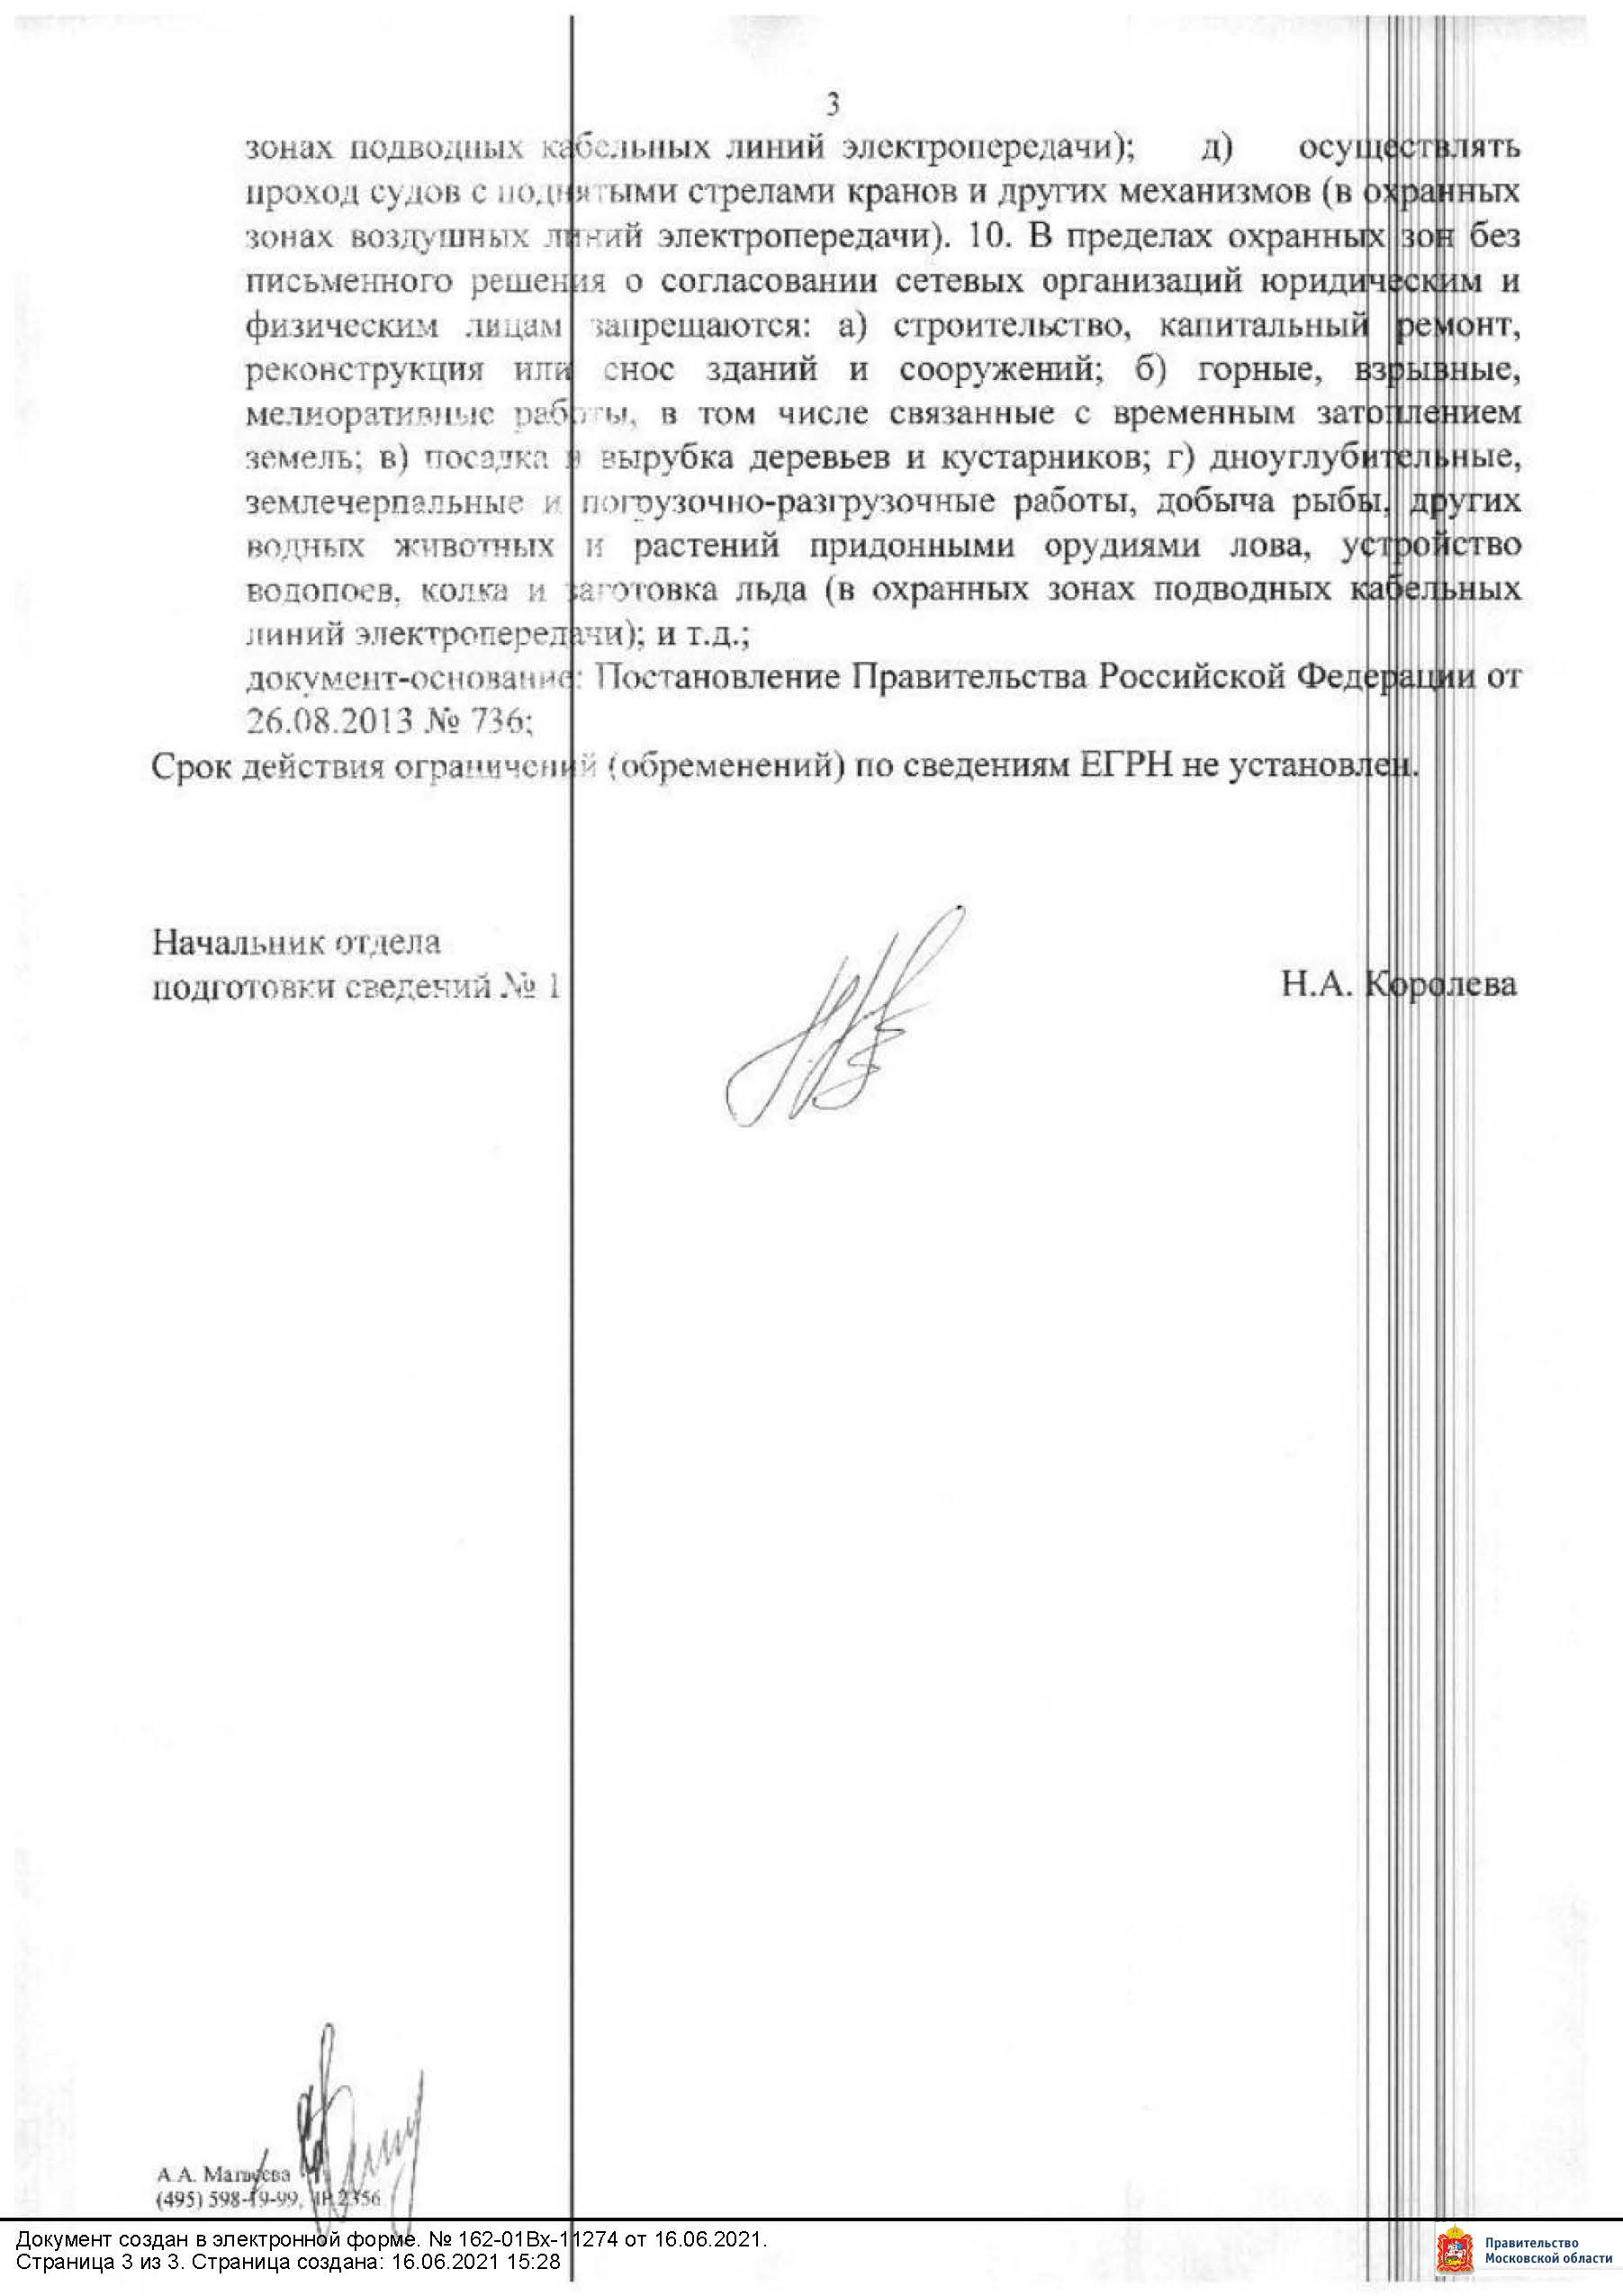 3
зонах подводных кабельных линий электропередачи); д) осуществлять
проход судов с поднятыми стрелами кранов и других механизмов (в охранных
зонах воздушных линий электропередачи). 10. В пределах охранных зон без
письменного решения о согласовании сетевых организаций юридическим и
физическим лицам запрещаются: а) строительство, капитальный ремонт,
реконструкция или снос зданий и сооружений; б) горные, взрывные,
мелиоративные работы, в том числе связанные с временным затоплением
земель; в) посадка и вырубка деревьев и кустарников; г) дноуглубительные,
землечерпальные и погрузочно-разгрузочные работы, добыча рыбы, других
водных животных и растений придонными орудиями лова, устройство
водопоев, колка и заготовка льда (в охранных зонах подводных кабельных
линий электропередачи); и т.д.;
документ-основание: Постановление Правительства Российской Федерации от
26.08.2013 № 736;
Срок действия ограничений (обременений) по сведениям ЕГРН не установлен.
Начальник отдела
подготовки сведений № 1
Н.А. Королева
А.А. Матвеева
(495) 598-19-99, IP 2356
Документ создан в электронной форме. № 162-01Вх-11274 от 16.06.2021.
Страница 3 из 3. Страница создана: 16.06.2021 15:28
Правительство
Московской области